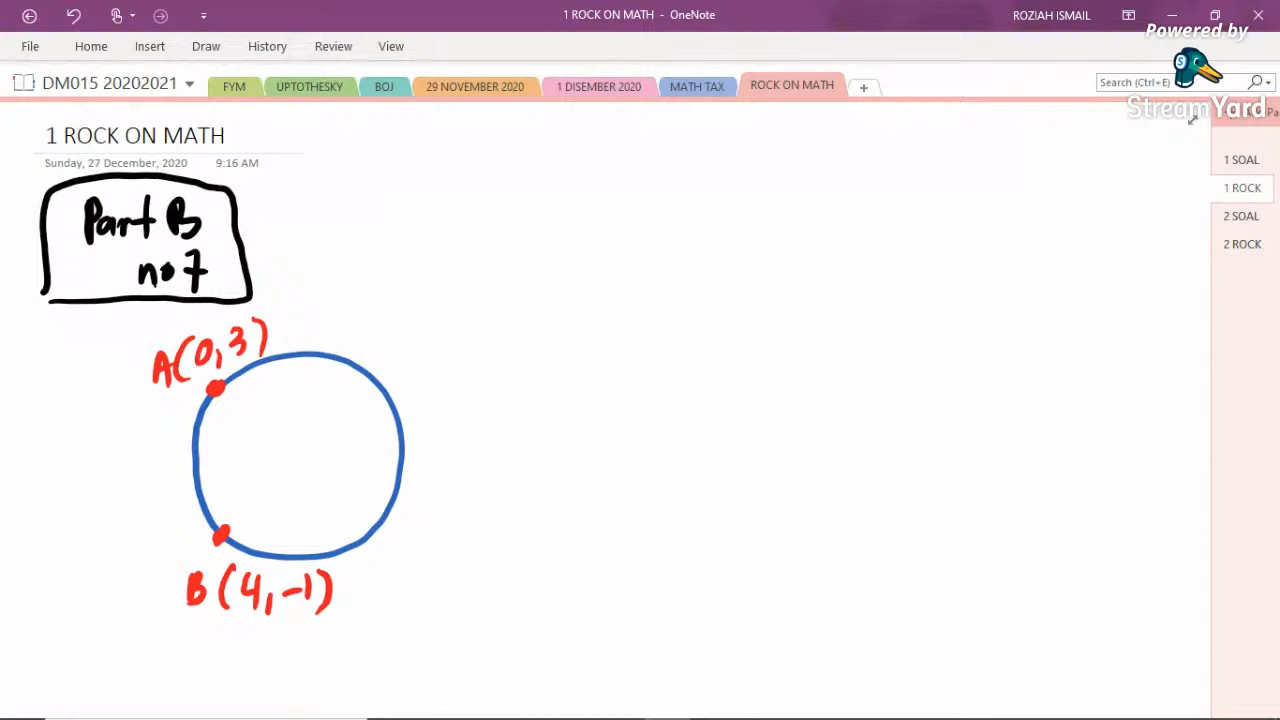 1 ROCK ON MATH - OneNote
ROZIAH ISMAIL
Powered by
File Home Insert Draw History Review View
DM015 20202021
FYM
UPTOTHESKY
BOJ
29 NOVEMBER 2020
1 DISEMBER 2020
MATH TAX
ROCK ON MATH
+
Search (Ctrl+E)
StreamYard
Pa
1 ROCK ON MATH
Sunday, 27 December, 2020 9:16 AM
1 SOAL
1 ROCK
2 SOAL
2 ROCK
Part B
no 7
A(0,3)
B(4,-1)